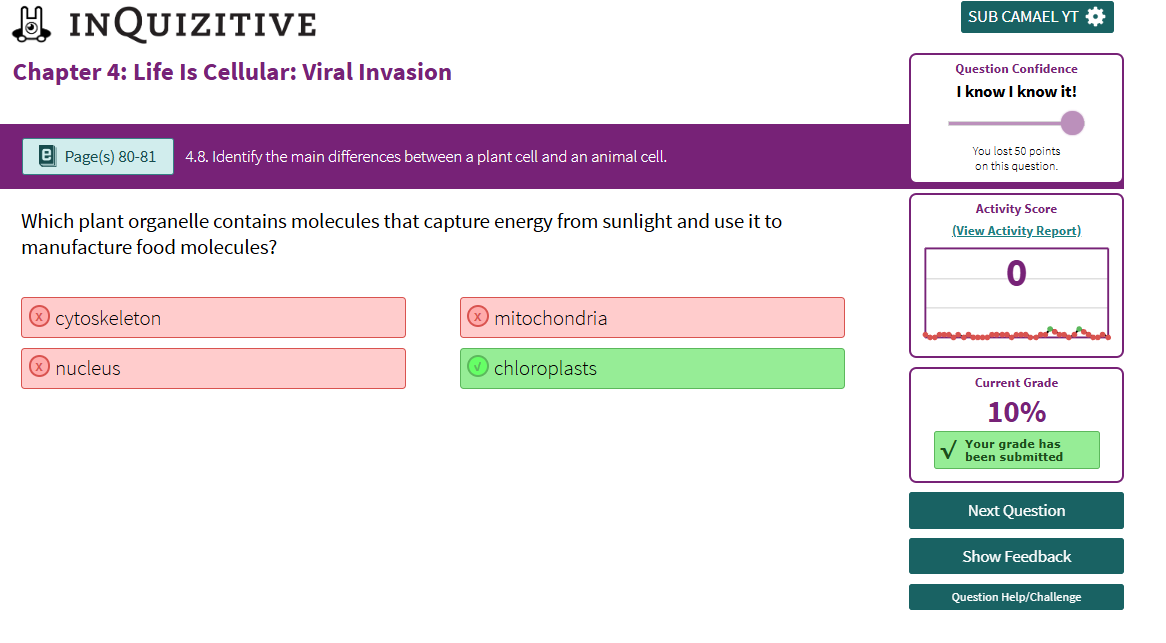 INQUIZITIVE
SUB CAMAEL YT
Chapter 4: Life Is Cellular: Viral Invasion
Question Confidence
I know I know it!
You lost 50 points
on this question.
Page(s) 80-81
4.8. Identify the main differences between a plant cell and an animal cell.
Which plant organelle contains molecules that capture energy from sunlight and use it to
manufacture food molecules?
x cytoskeleton
x mitochondria
x nucleus
√ chloroplasts
Activity Score
(View Activity Report)
0
Current Grade
10%
√ Your grade has
been submitted
Next Question
Show Feedback
Question Help/Challenge